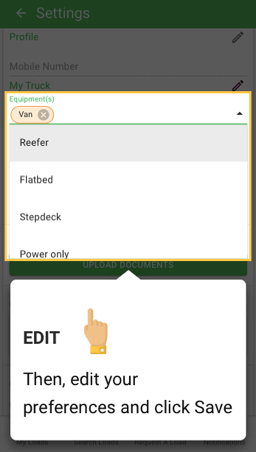 Settings
Profile
Mobile Number
My Truck
Equipment(s)
Van
Reefer
Flatbed
Stepdeck
Power only
UPLOAD DOCUMENTS
EDIT
Then, edit your
preferences and click Save
My Loads Search Loads Request A Load Notifications